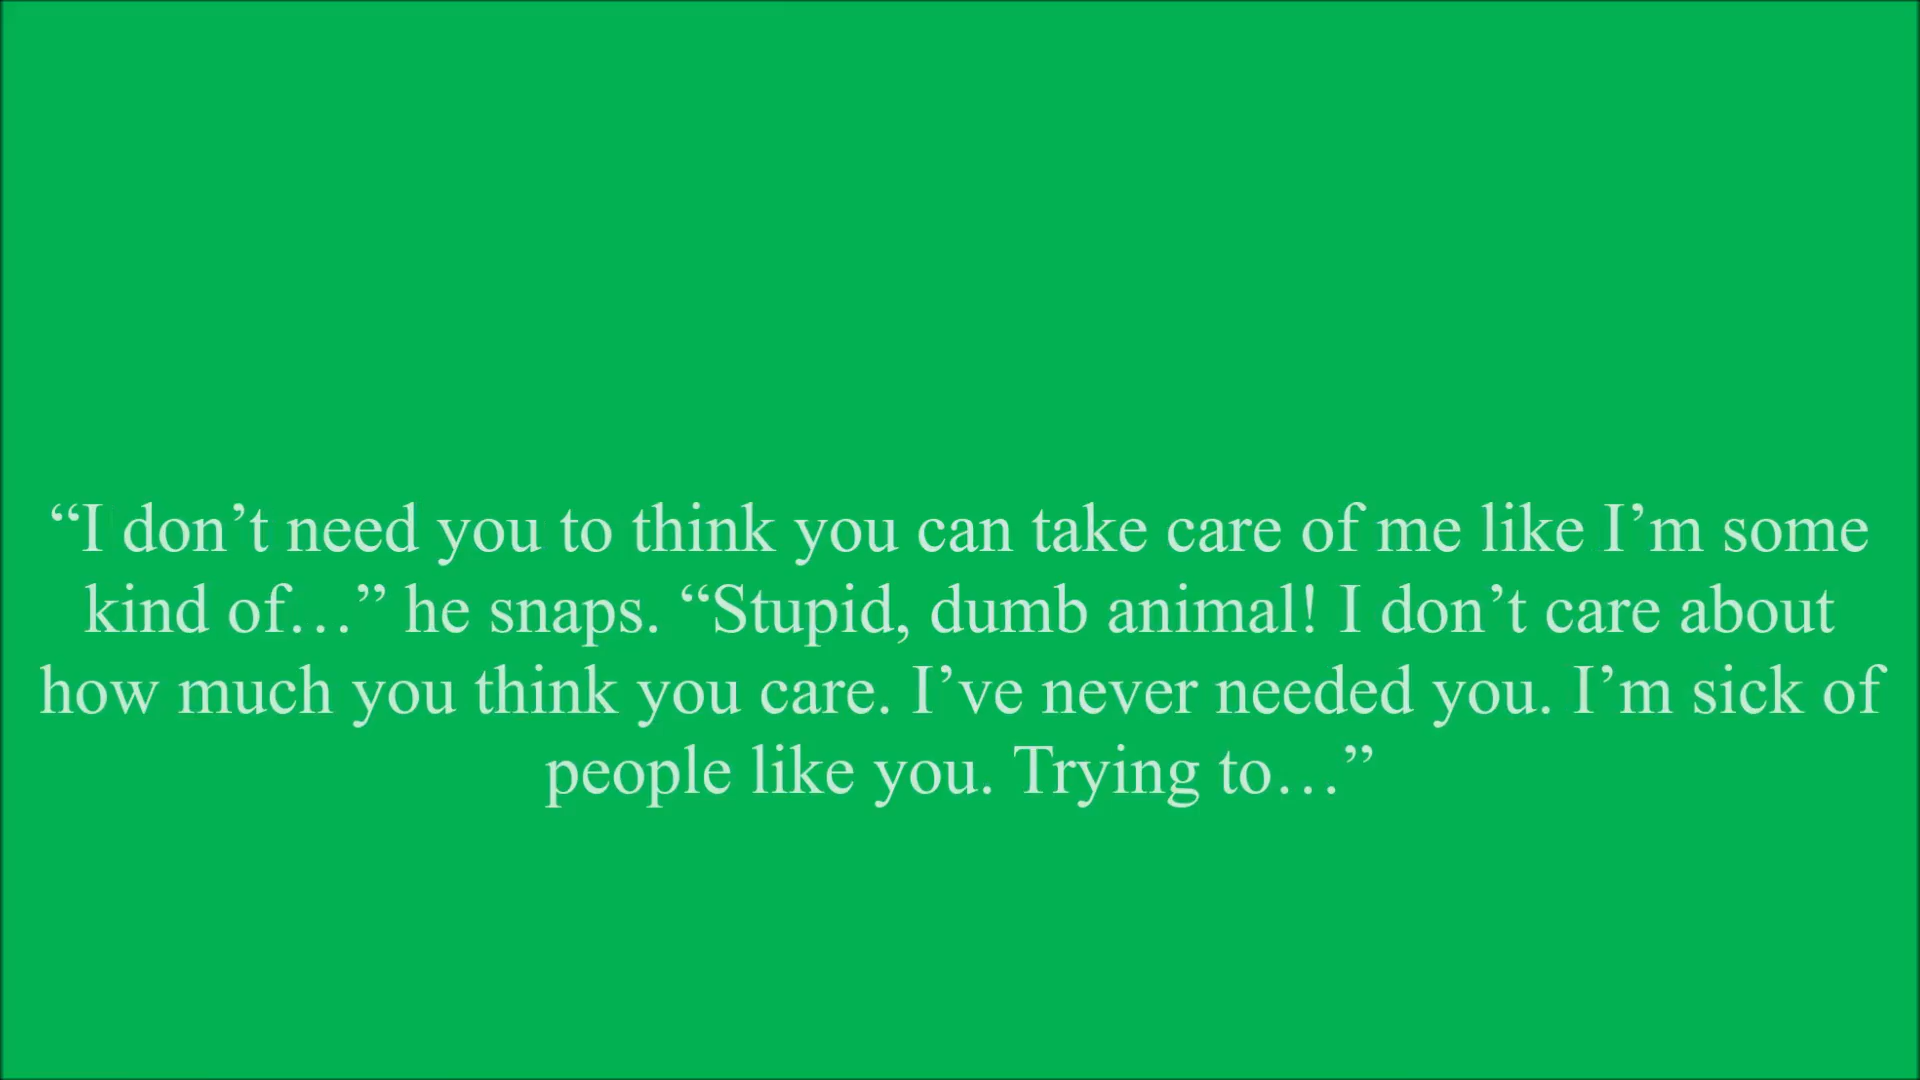 “I don’t need you to think you can take care of me like I’m some
kind of…” he snaps. “Stupid, dumb animal! I don’t care about
how much you think you care. I’ve never needed you. I’m sick of
people like you. Trying to…”